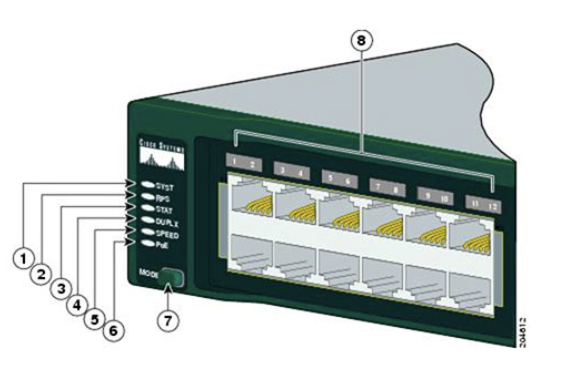 8
CISCO SYSTEMS
1 2 3 4 5 6 7 8 9 10 11 12
SYST
RPS
STAT
DUPLX
SPEED
PoE
MODE
1
2
3
4
5
6
7
204612